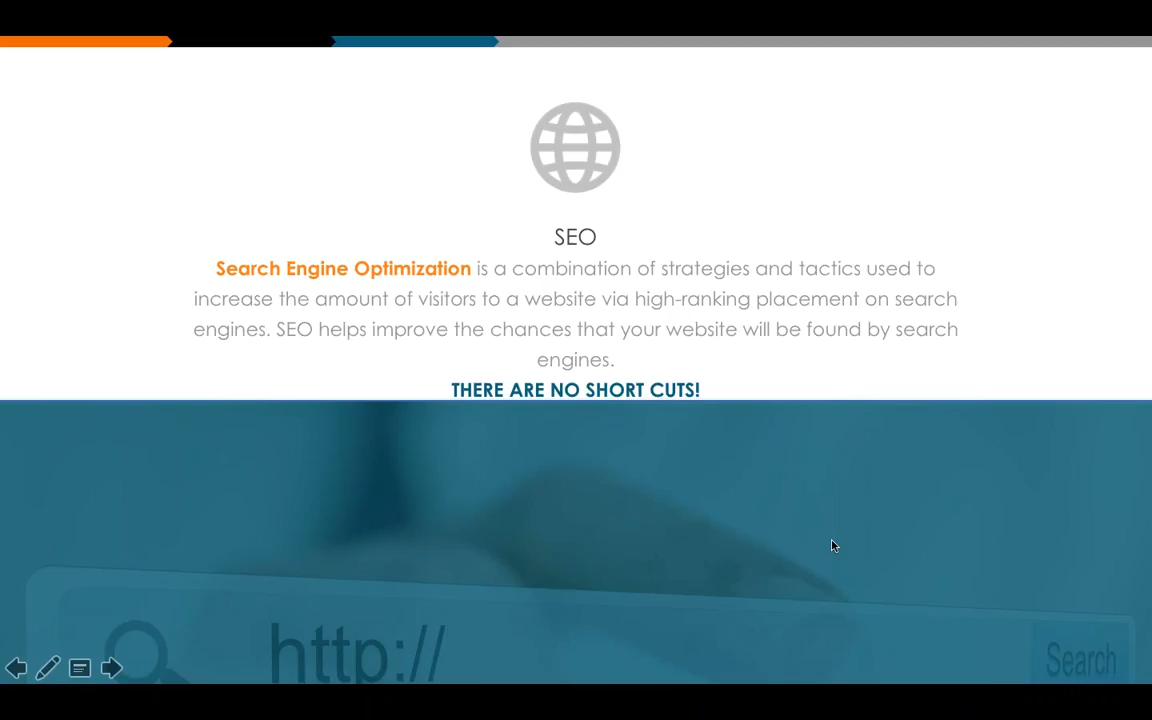 SEO
Search Engine Optimization is a combination of strategies and tactics used to
increase the amount of visitors to a website via high-ranking placement on search
engines. SEO helps improve the chances that your website will be found by search
engines.
THERE ARE NO SHORT CUTS!
http://
Search